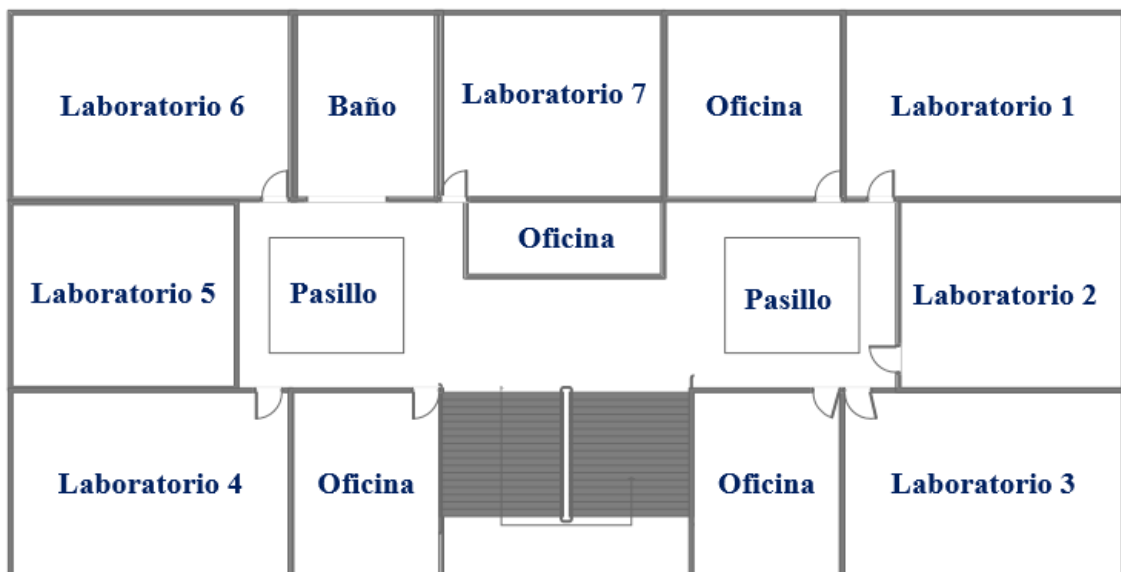 Laboratorio 6
Baño
Laboratorio 7
Oficina
Laboratorio 1
Oficina
Laboratorio 5
Pasillo
Pasillo
Laboratorio 2
Laboratorio 4
Oficina
Oficina
Laboratorio 3